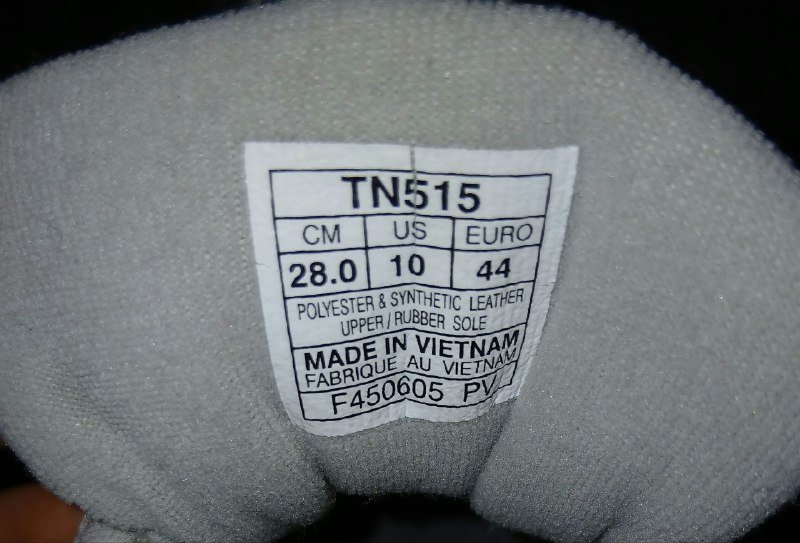 TN515
CM US EURO
28.0 10 44
POLYESTER & SYNTHETIC LEATHER
UPPER / RUBBER SOLE
MADE IN VIETNAM
FABRIQUE AU VIETNAM
F450605 PV